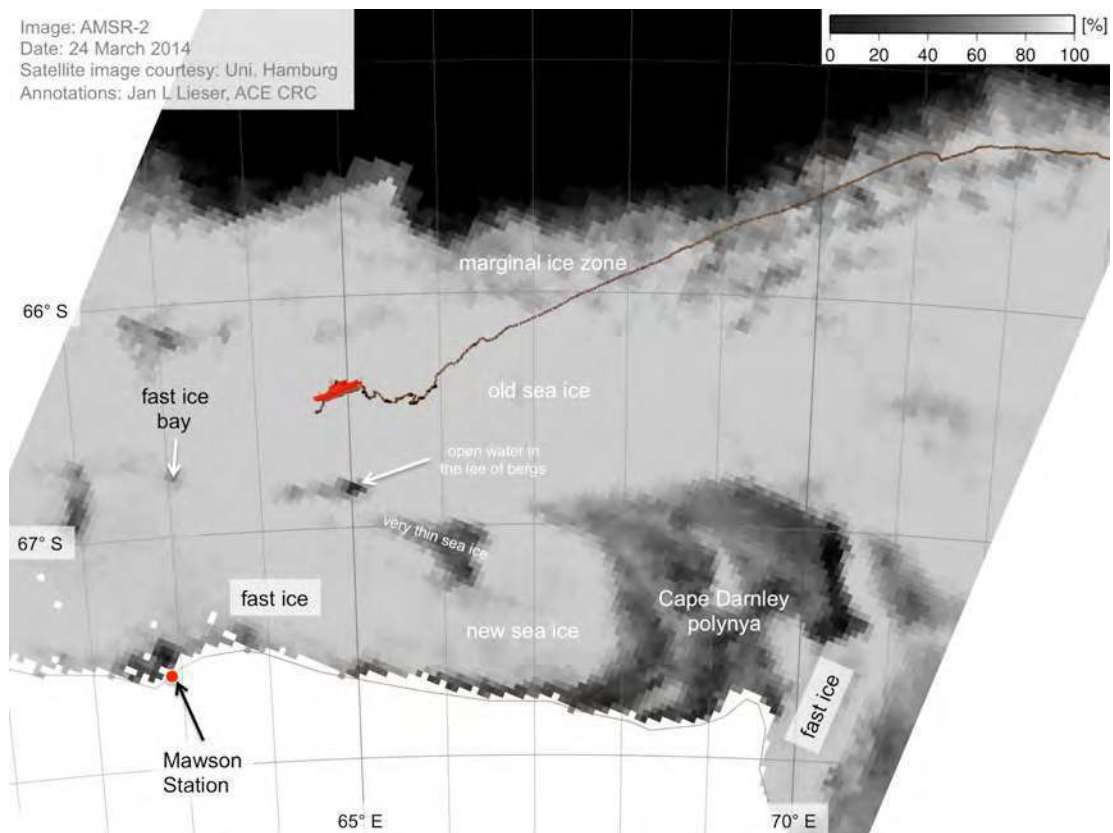 Image: AMSR-2
Date: 24 March 2014
Satellite image courtesy: Uni. Hamburg
Annotations: Jan L Lieser, ACE CRC
[%]
0 20 40 60 80 100
marginal ice zone
66° S
old sea ice
fast ice
bay
open water in
the lee of bergs
very thin sea ice
67° S
fast ice
Cape Darnley
polynya
new sea ice
fast ice
Mawson
Station
65° E
70° E